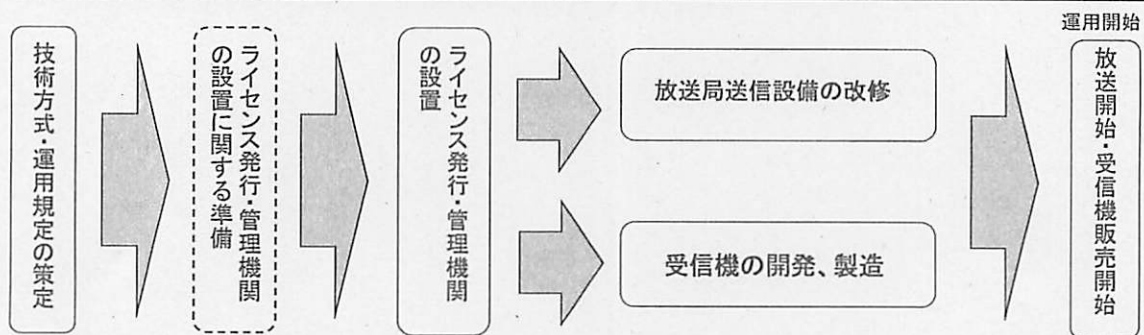 技術方式・運用規定の策定
ライセンス発行・管理機関
の設置に関する準備
ライセンス発行・管理機関
の設置
放送局送信設備の改修
受信機の開発、製造
運用開始
放送開始・受信機販売開始